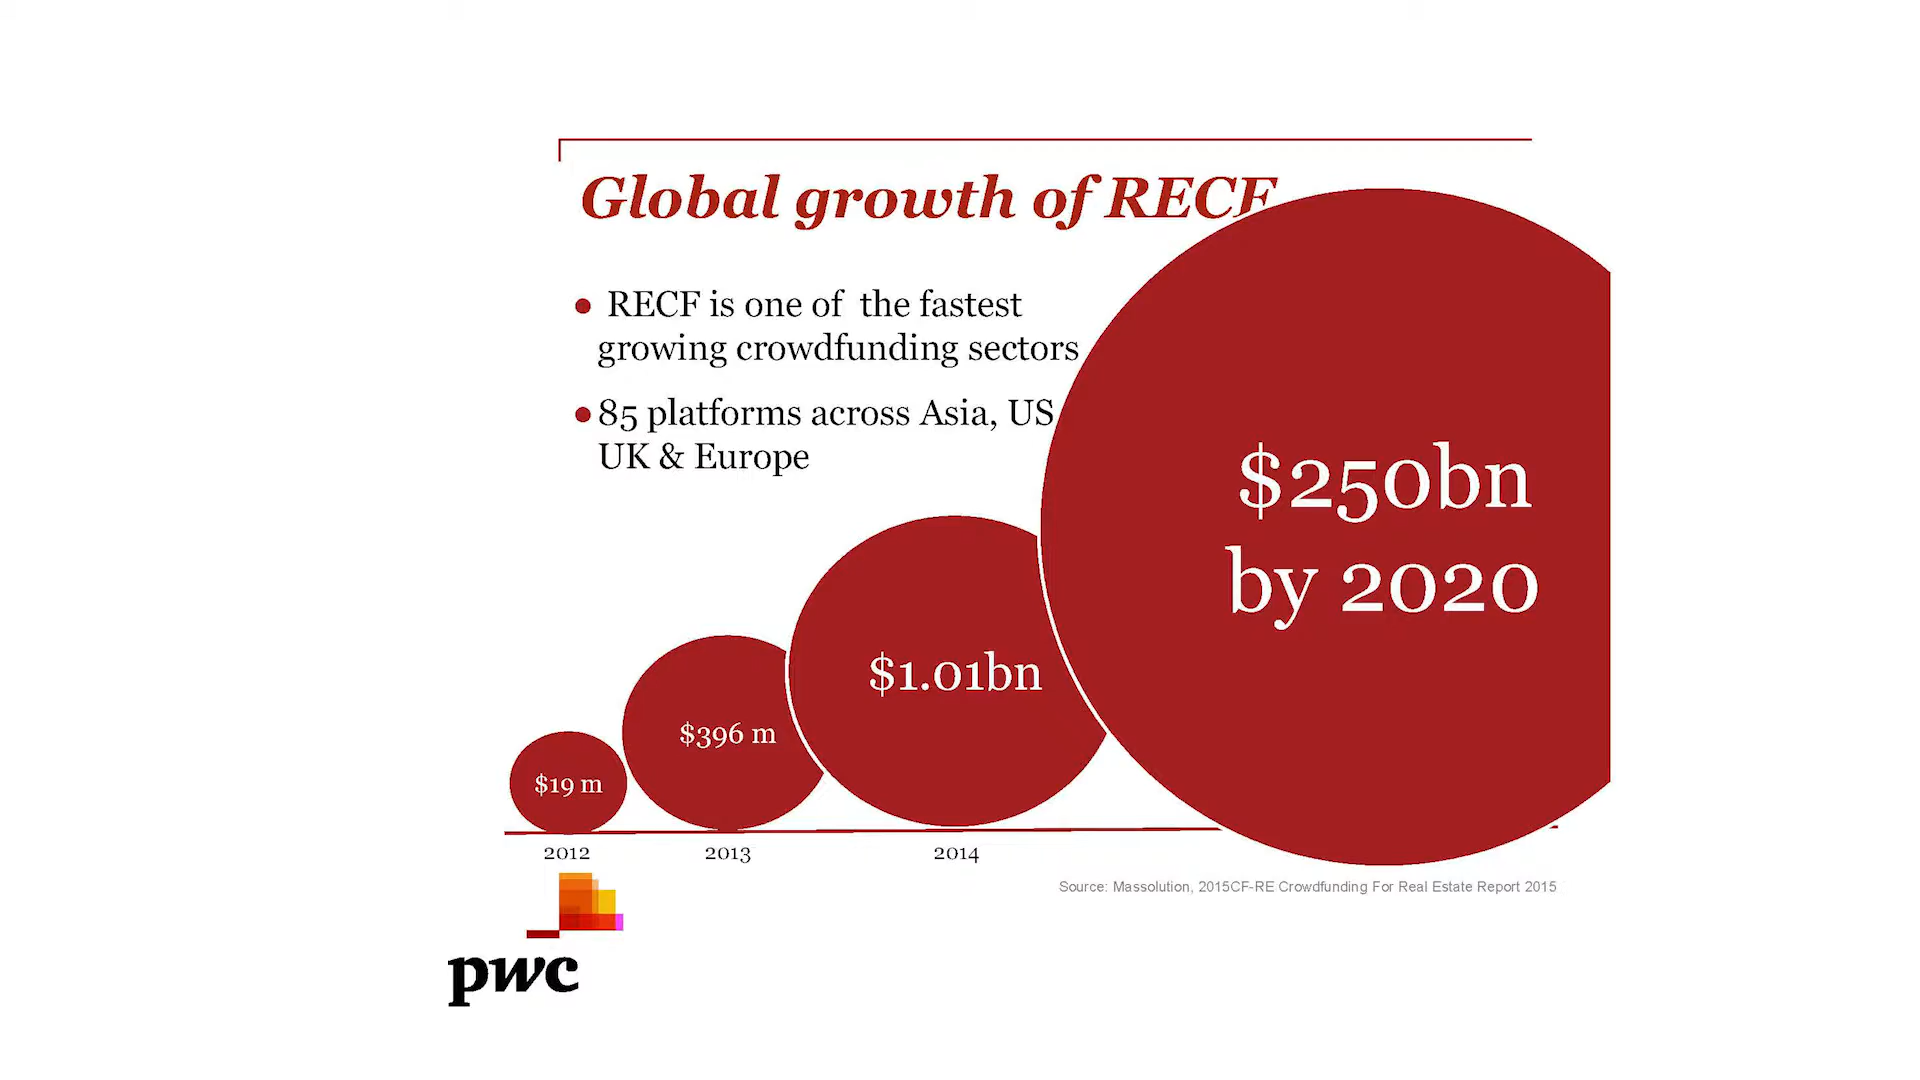 Global growth of RECF
● RECF is one of the fastest
growing crowdfunding sectors
● 85 platforms across Asia, US
UK & Europe
$250bn
by 2020
$1.01bn
$396 m
$19 m
2012
2013
2014
Source: Massolution, 2015CF-RE Crowdfunding For Real Estate Report 2015
pwc